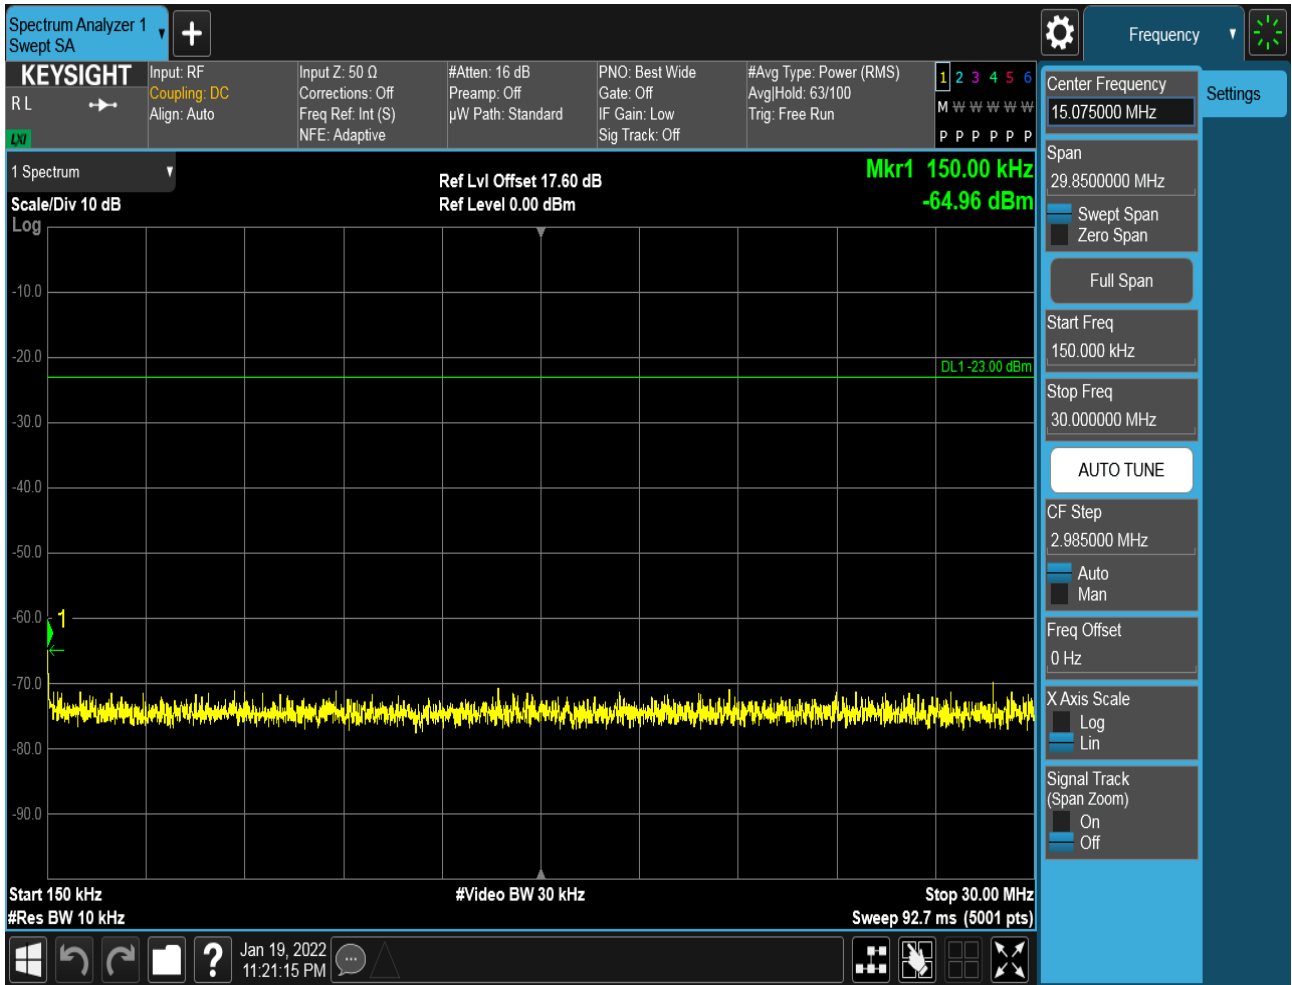 Spectrum Analyzer 1
Swept SA
Frequency
KEYSIGHT
R L
LXI
Input: RF
Coupling: DC
Align: Auto
Input Z: 50 Ω
Corrections: Off
Freq Ref: Int (S)
NFE: Adaptive
#Atten: 16 dB
Preamp: Off
µW Path: Standard
PNO: Best Wide
Gate: Off
IF Gain: Low
Sig Track: Off
#Avg Type: Power (RMS)
Avg|Hold: 63/100
Trig: Free Run
1 2 3 4 5 6
M W W W W W
P P P P P P
1 Spectrum
Scale/Div 10 dB
Log
Ref Lvl Offset 17.60 dB
Ref Level 0.00 dBm
Mkr1 150.00 kHz
-64.96 dBm
-10.0
-20.0
DL1 -23.00 dBm
-30.0
-40.0
-50.0
-60.0
1
-70.0
-80.0
-90.0
Start 150 kHz
#Video BW 30 kHz
Stop 30.00 MHz
#Res BW 10 kHz
Sweep 92.7 ms (5001 pts)
?
Jan 19, 2022
11:21:15 PM
Center Frequency
15.075000 MHz
Settings
Span
29.8500000 MHz
Swept Span
Zero Span
Full Span
Start Freq
150.000 kHz
Stop Freq
30.000000 MHz
AUTO TUNE
CF Step
2.985000 MHz
Auto
Man
Freq Offset
0 Hz
X Axis Scale
Log
Lin
Signal Track
(Span Zoom)
On
Off